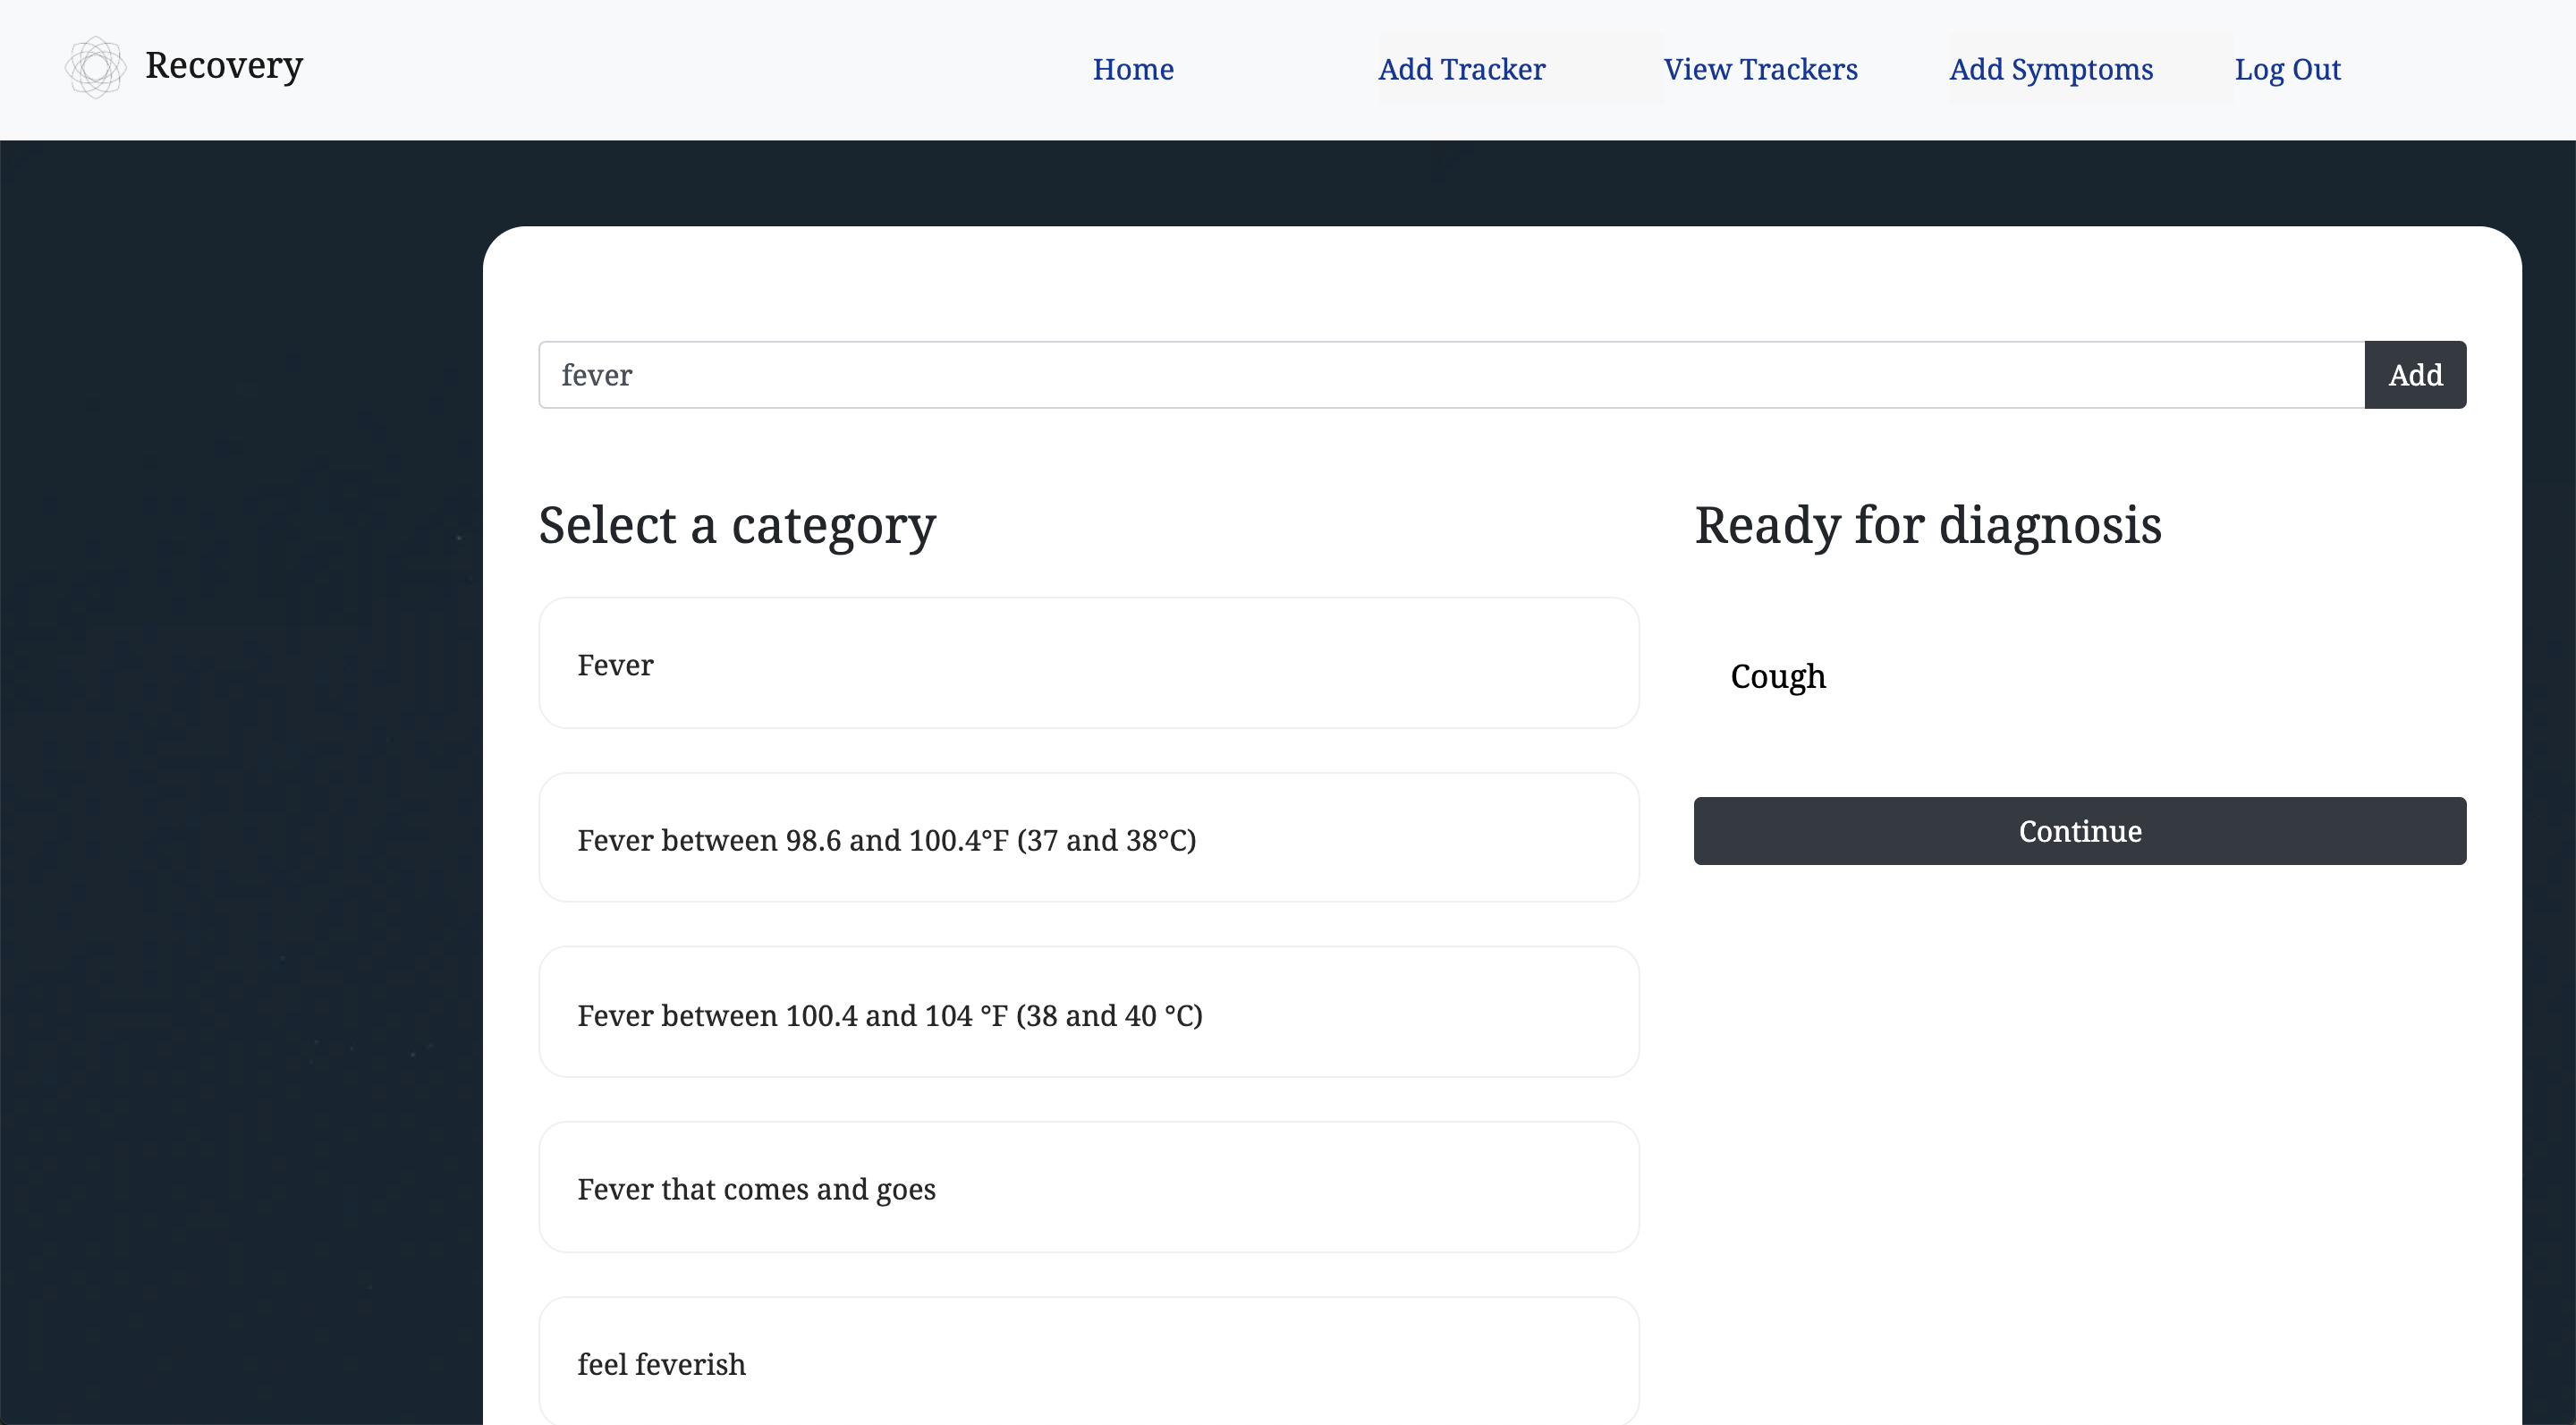 Recovery
Home
Add Tracker
View Trackers
Add Symptoms
Log Out
fever
Add
Select a category
Fever
Fever between 98.6 and 100.4°F (37 and 38°C)
Fever between 100.4 and 104 °F (38 and 40 °C)
Fever that comes and goes
feel feverish
Ready for diagnosis
Cough
Continue